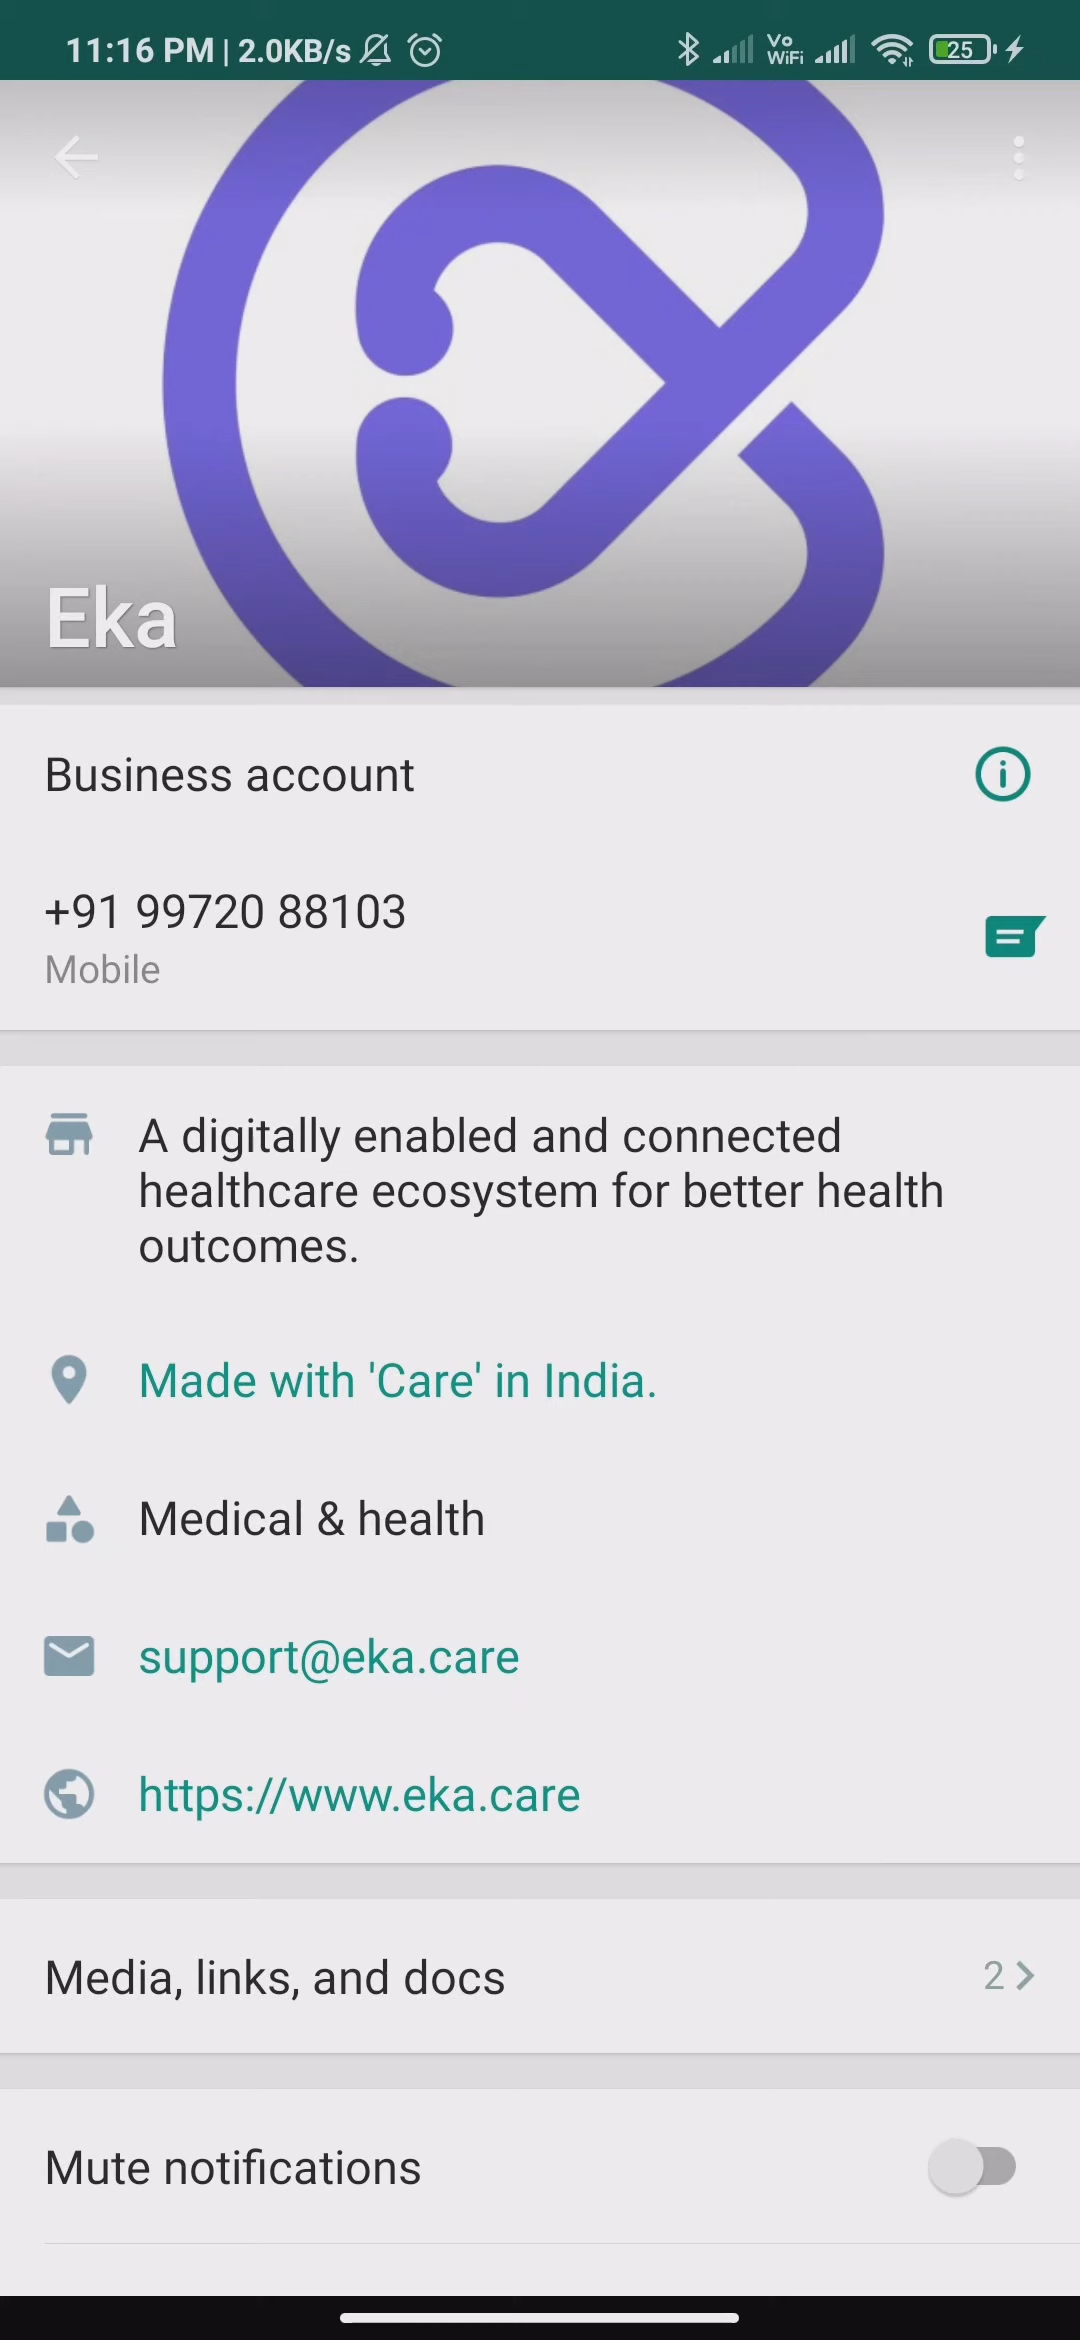 11:16 PM | 2.0KB/s
Vo
WiFi
25
Eka
Business account
+91 99720 88103
Mobile
A digitally enabled and connected
healthcare ecosystem for better health
outcomes.
Made with 'Care' in India.
Medical & health
support@eka.care
https://www.eka.care
Media, links, and docs
2
Mute notifications